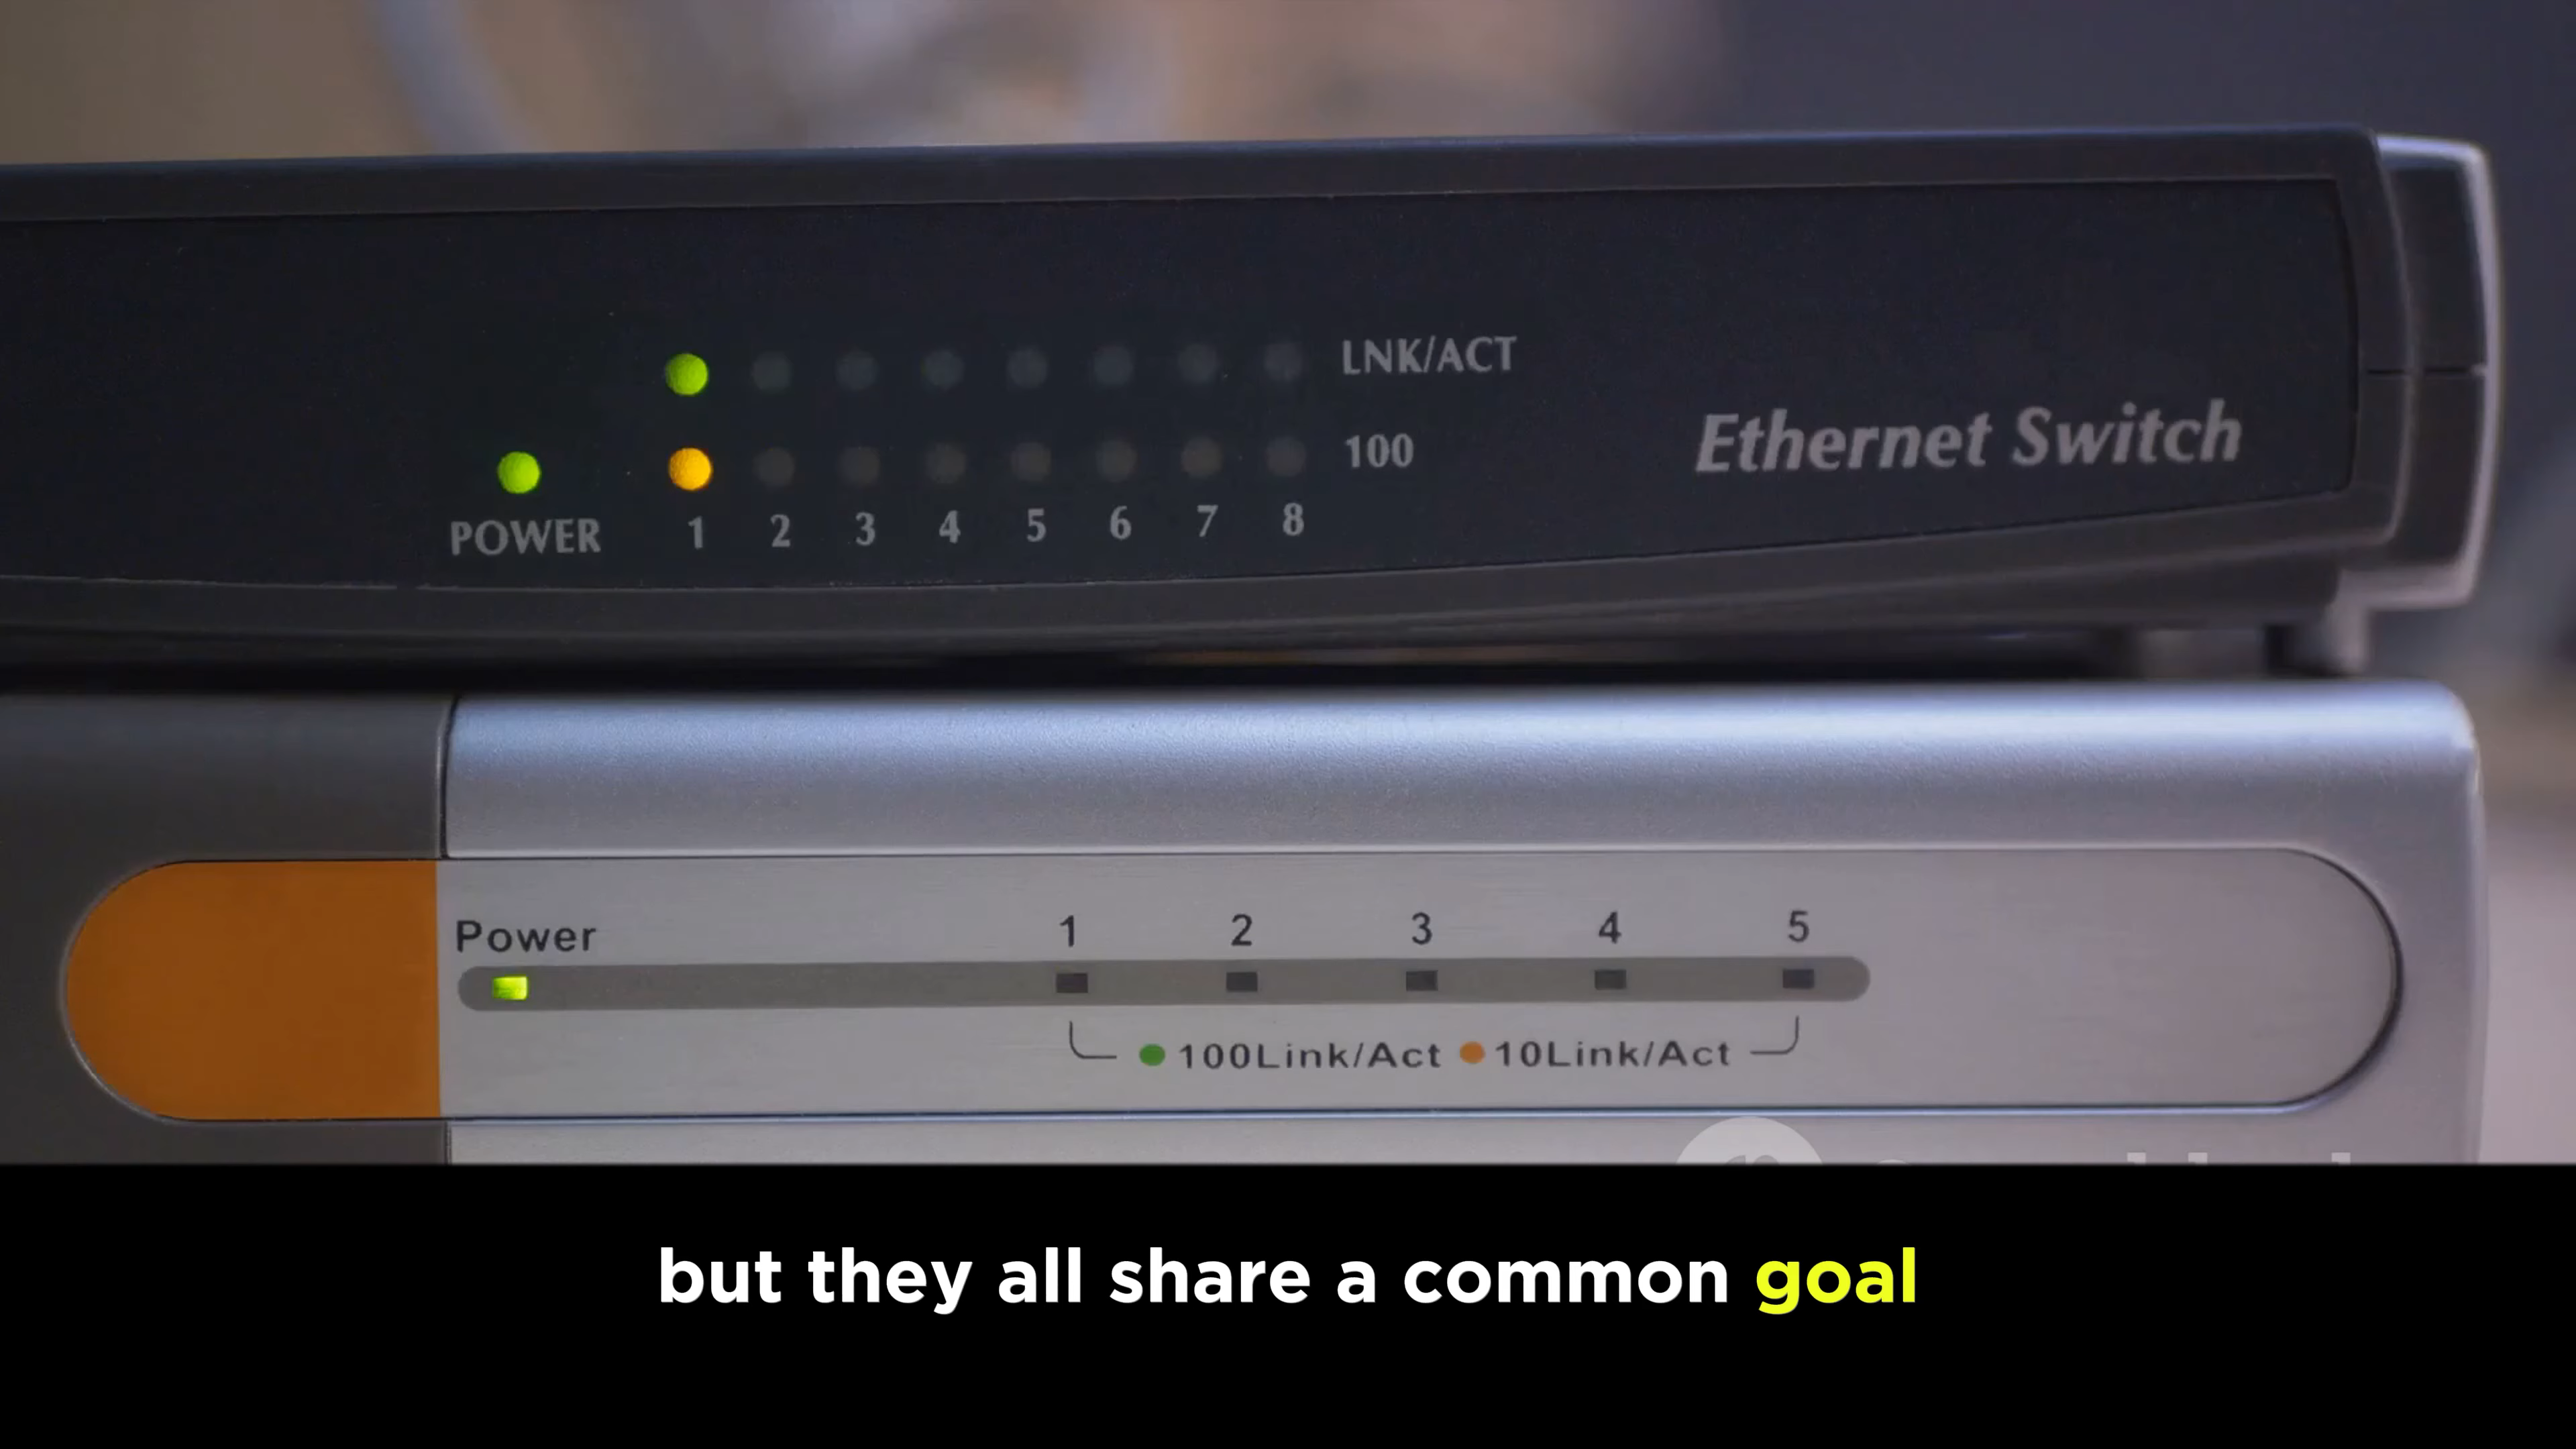 LNK/ACT
100
Ethernet Switch
POWER 1 2 3 4 5 6 7 8
Power 1 2 3 4 5
100Link/Act 10Link/Act
but they all share a common goal